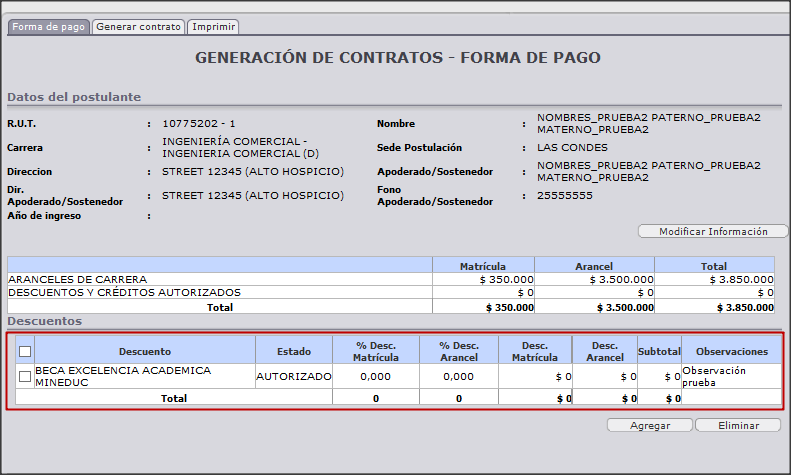 Forma de pago Generar contrato Imprimir
GENERACIÓN DE CONTRATOS - FORMA DE PAGO
Datos del postulante
R.U.T. : 10775202 - 1 Nombre : NOMBRES_PRUEBA2 PATERNO_PRUEBA2
MATERNO_PRUEBA2
Carrera : INGENIERÍA COMERCIAL - Sede Postulación : LAS CONDES
INGENIERIA COMERCIAL (D)
Direccion : STREET 12345 (ALTO HOSPICIO) Apoderado/Sostenedor : NOMBRES_PRUEBA2 PATERNO_PRUEBA2
MATERNO_PRUEBA2
Dir. Fono
Apoderado/Sostenedor : STREET 12345 (ALTO HOSPICIO) Apoderado/Sostenedor : 25555555
Año de ingreso :
Modificar Información
Matrícula Arancel Total
ARANCELES DE CARRERA $ 350.000 $ 3.500.000 $ 3.850.000
DESCUENTOS Y CRÉDITOS AUTORIZADOS $ 0 $ 0 $ 0
Total $ 350.000 $ 3.500.000 $ 3.850.000
Descuentos
% Desc. % Desc. Desc. Desc.
Descuento Estado Matrícula Arancel Matrícula Arancel Subtotal Observaciones
BECA EXCELENCIA ACADEMICA AUTORIZADO 0,000 0,000 $ 0 $ 0 $ 0 Observación
MINEDUC prueba
Total 0 0 $ 0 $ 0 $ 0
Agregar Eliminar